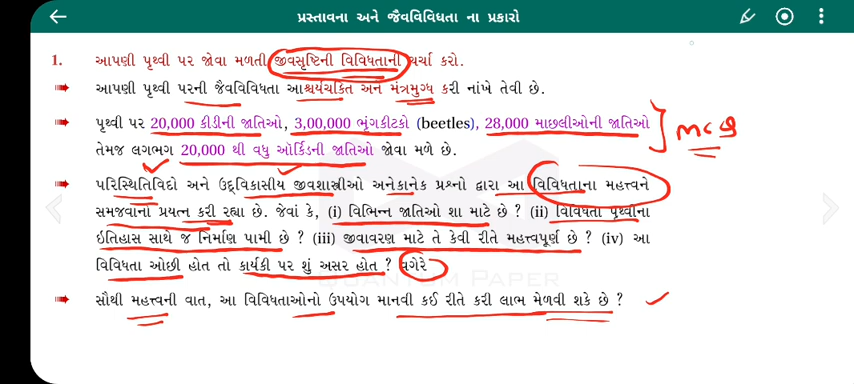 પ્રસ્તાવના અને જૈવવિવિધતા ના પ્રકારો
1. આપણી પૃથ્વી પર જોવા મળતી જીવસૃષ્ટિની વિવિધતાની ચર્ચા કરો.
➠ આપણી પૃથ્વી પરની જૈવવિવિધતા આશ્ચર્યચકિત અને મંત્રમુગ્ધ કરી નાંખે તેવી છે.
➠ પૃથ્વી પર 20,000 કીડીની જાતિઓ, 3,00,000 ભૃંગકીટકો (beetles), 28,000 માછલીઓની જાતિઓ
MCQ
તેમજ લગભગ 20,000 થી વધુ ઑર્કિડની જાતિઓ જોવા મળે છે.
➠ પરિસ્થિતિવિદો અને ઉદ્‌વિકાસીય જીવશાસ્ત્રીઓ અનેકાનેક પ્રશ્નો દ્વારા આ વિવિધતાના મહત્ત્વને
સમજવાનો પ્રયત્ન કરી રહ્યા છે. જેવાં કે, (i) વિભિન્ન જાતિઓ શા માટે છે ? (ii) વિવિધતા પૃથ્વીના
ઇતિહાસ સાથે જ નિર્માણ પામી છે ? (iii) જીવાવરણ માટે તે કેવી રીતે મહત્ત્વપૂર્ણ છે ? (iv) આ
વિવિધતા ઓછી હોત તો કાર્યકી પર શું અસર હોત ? વગેરે
QUANTUM PAPER
➠ સૌથી મહત્ત્વની વાત, આ વિવિધતાઓનો ઉપયોગ માનવી કઈ રીતે કરી લાભ મેળવી શકે છે ?